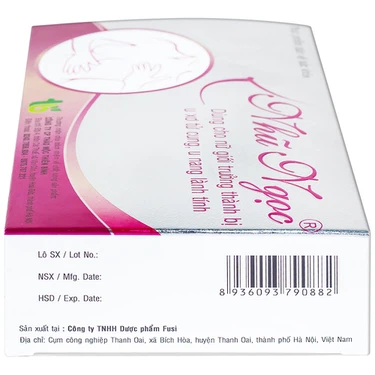 Nhũ Ngọc®
Dùng cho nữ giới trưởng thành bị
u xơ tử cung, u nang lành tính
Lô SX / Lot No.:
NSX / Mfg. Date:
HSD / Exp. Date:
8 936093 790882
Sản xuất tại : Công ty TNHH Dược phẩm Fusi
Địa chỉ: Cụm công nghiệp Thanh Oai, xã Bích Hòa, huyện Thanh Oai, thành phố Hà Nội, Việt Nam